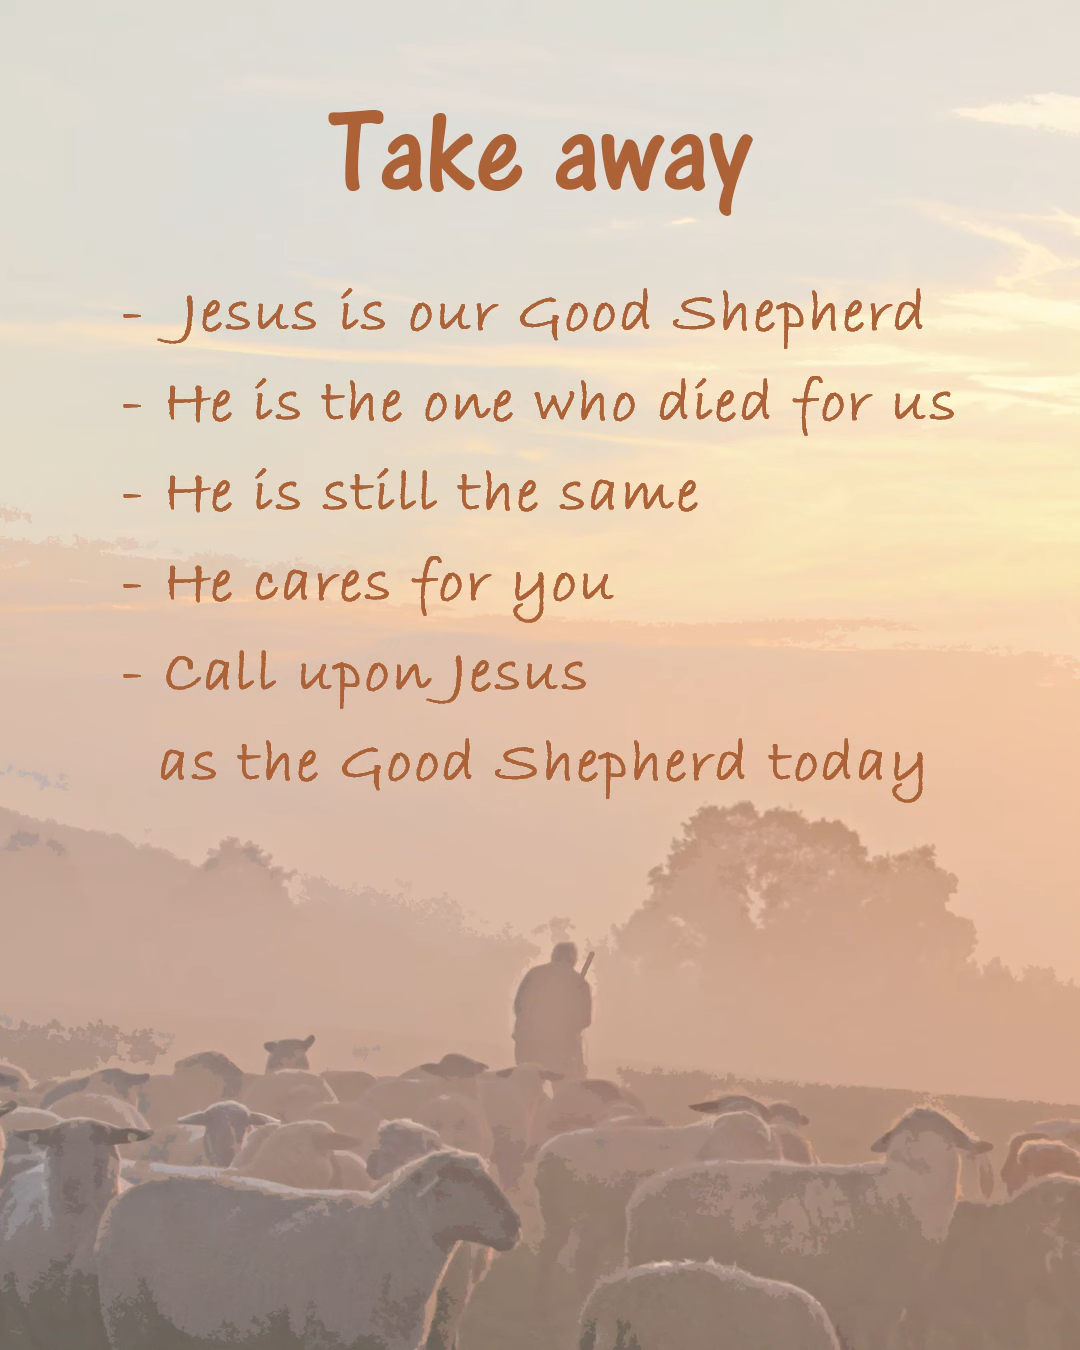 Take away
- Jesus is our Good Shepherd
- He is the one who died for us
- He is still the same
- He cares for you
- Call upon Jesus
as the Good Shepherd today